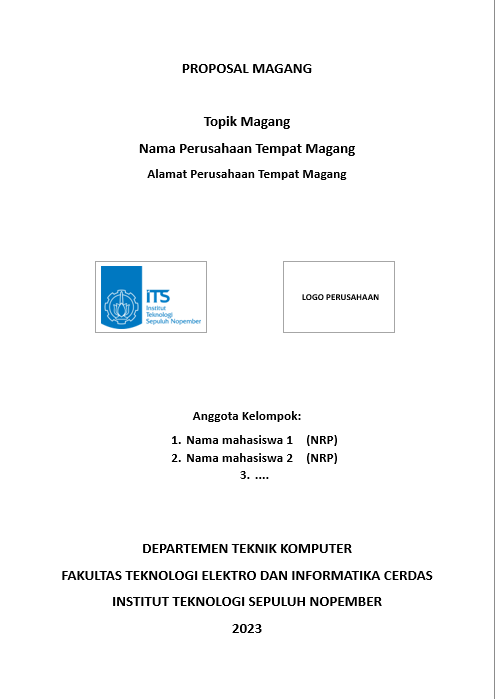 PROPOSAL MAGANG
Topik Magang
Nama Perusahaan Tempat Magang
Alamat Perusahaan Tempat Magang
iTS
Institut
Teknologi
Sepuluh Nopember
LOGO PERUSAHAAN
Anggota Kelompok:
1. Nama mahasiswa 1 (NRP)
2. Nama mahasiswa 2 (NRP)
3. ....
DEPARTEMEN TEKNIK KOMPUTER
FAKULTAS TEKNOLOGI ELEKTRO DAN INFORMATIKA CERDAS
INSTITUT TEKNOLOGI SEPULUH NOPEMBER
2023